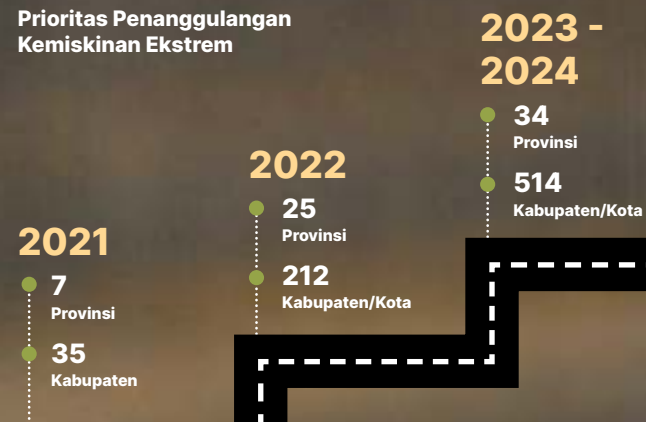 Prioritas Penanggulangan
Kemiskinan Ekstrem
2021
7
Provinsi
35
Kabupaten
2022
25
Provinsi
212
Kabupaten/Kota
2023 -
2024
34
Provinsi
514
Kabupaten/Kota